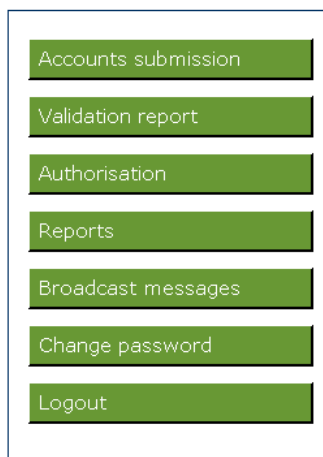 Accounts submission
Validation report
Authorisation
Reports
Broadcast messages
Change password
Logout